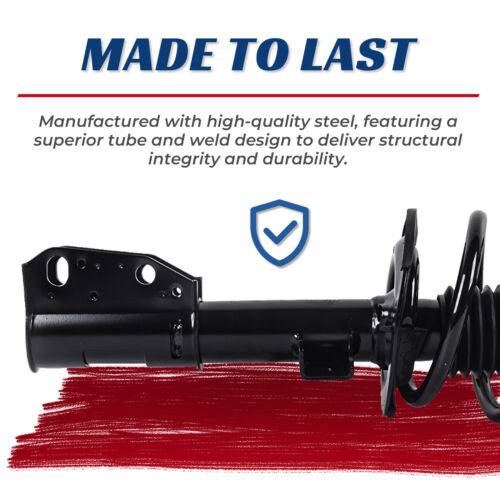 MADE TO LAST
Manufactured with high-quality steel, featuring a
superior tube and weld design to deliver structural
integrity and durability.